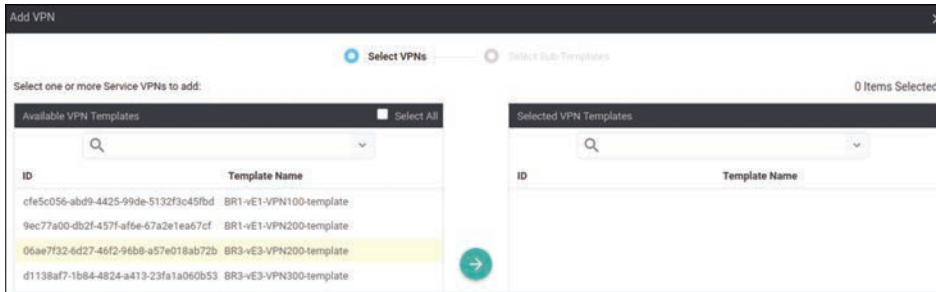 Add VPN
Select VPNs
Select Sub-Templates
Select one or more Service VPNs to add:
0 Items Selected
Available VPN Templates
Select All
ID Template Name
cfe5c056-abd9-4425-99de-5132f3c45fbd BR1-vE1-VPN100-template
9ec77a00-db2f-457f-af6e-67a2e1ea67cf BR1-vE1-VPN200-template
06ae7f32-6d27-46f2-96b8-a57e018ab72b BR3-vE3-VPN200-template
d1138af7-1b84-4824-a413-23fa1a060b53 BR3-vE3-VPN300-template
Selected VPN Templates
ID Template Name